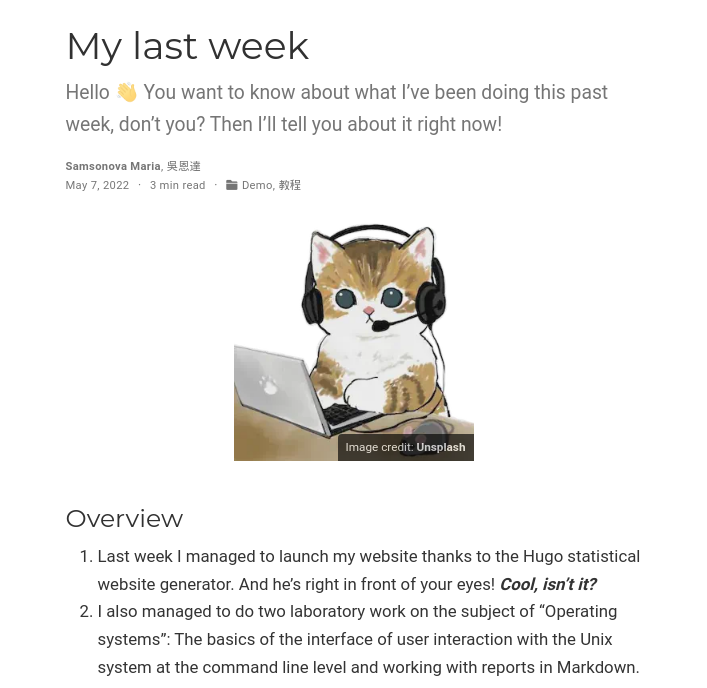 My last week
Hello 👋 You want to know about what I’ve been doing this past
week, don’t you? Then I’ll tell you about it right now!
Samsonova Maria, 吳恩達
May 7, 2022 · 3 min read · Demo, 教程
Image credit: Unsplash
Overview
1. Last week I managed to launch my website thanks to the Hugo statistical
website generator. And he’s right in front of your eyes! Cool, isn’t it?
2. I also managed to do two laboratory work on the subject of “Operating
systems”: The basics of the interface of user interaction with the Unix
system at the command line level and working with reports in Markdown.